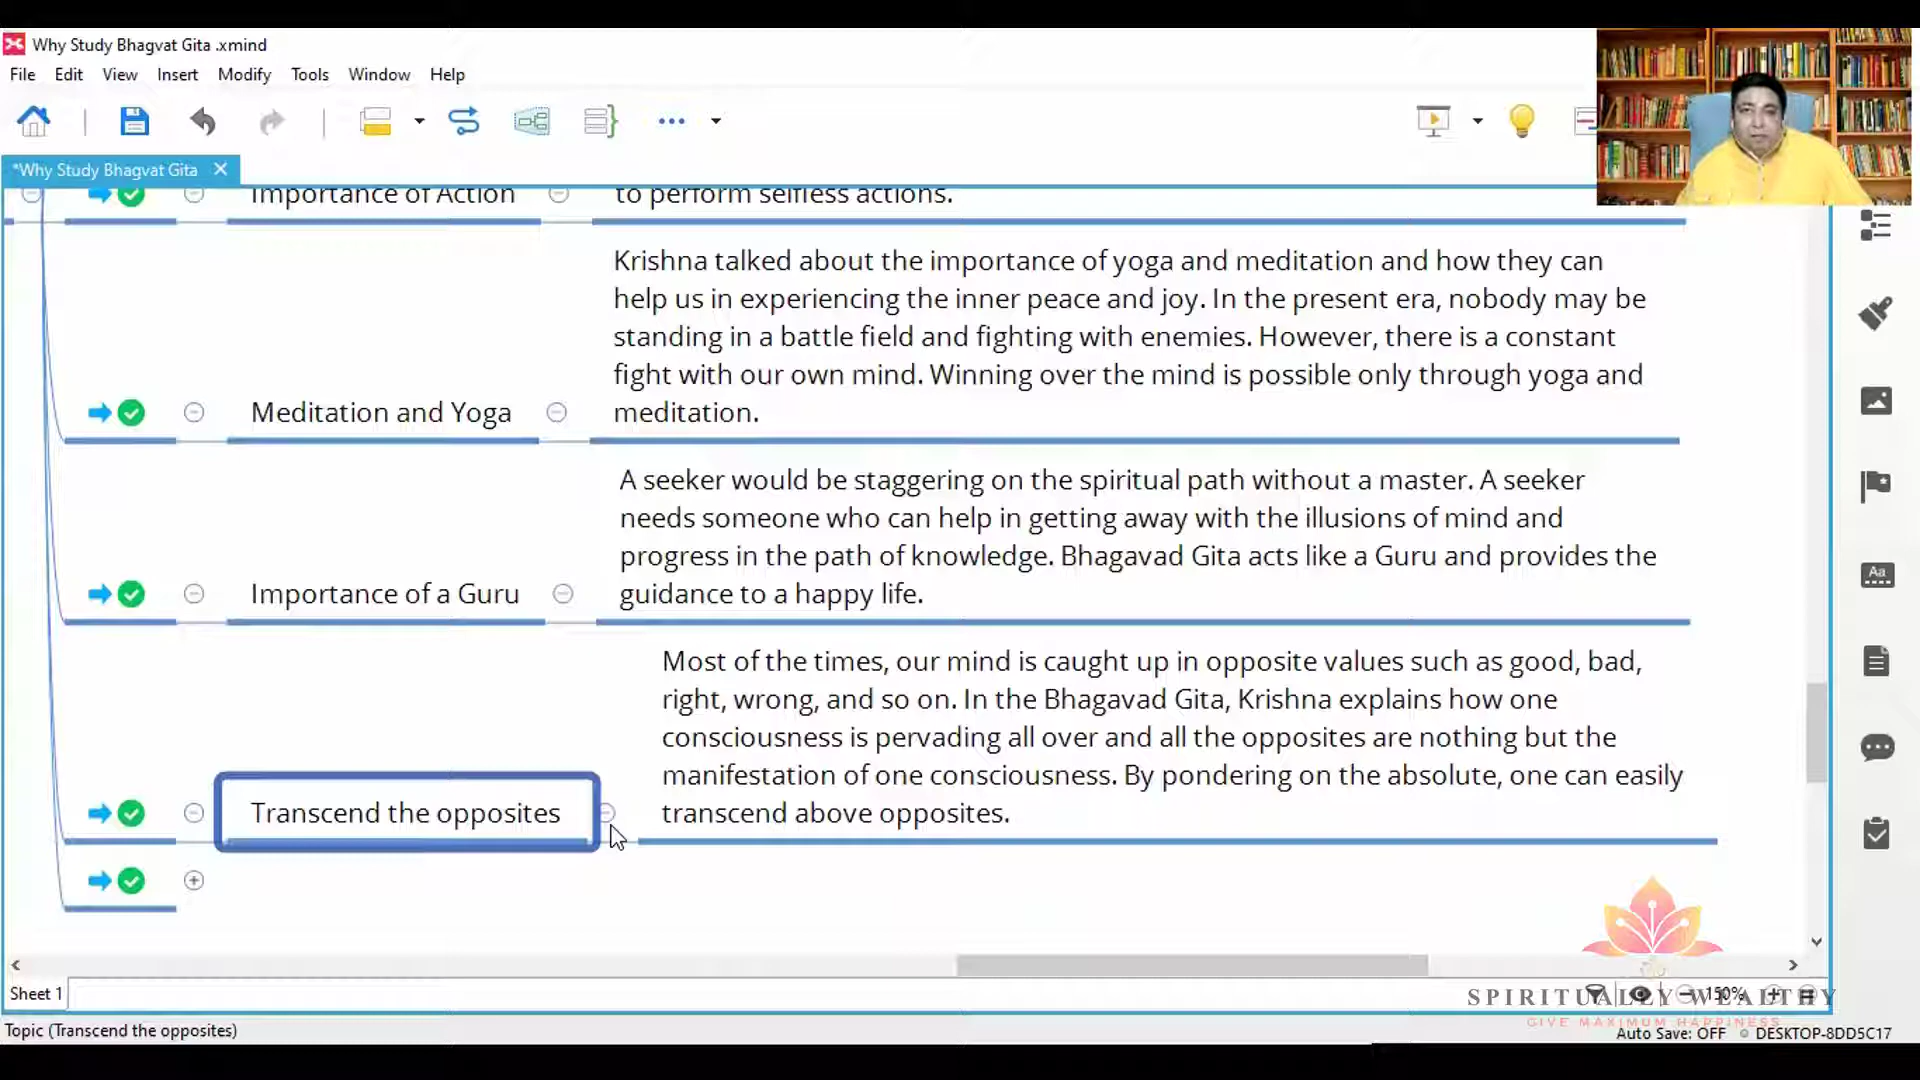 Why Study Bhagvat Gita .xmind
File Edit View Insert Modify Tools Window Help
*Why Study Bhagvat Gita
Importance of Action
to perform selfless actions.
Krishna talked about the importance of yoga and meditation and how they can
help us in experiencing the inner peace and joy. In the present era, nobody may be
standing in a battle field and fighting with enemies. However, there is a constant
fight with our own mind. Winning over the mind is possible only through yoga and
meditation.
Meditation and Yoga
A seeker would be staggering on the spiritual path without a master. A seeker
needs someone who can help in getting away with the illusions of mind and
progress in the path of knowledge. Bhagavad Gita acts like a Guru and provides the
guidance to a happy life.
Importance of a Guru
Most of the times, our mind is caught up in opposite values such as good, bad,
right, wrong, and so on. In the Bhagavad Gita, Krishna explains how one
consciousness is pervading all over and all the opposites are nothing but the
manifestation of one consciousness. By pondering on the absolute, one can easily
transcend above opposites.
Transcend the opposites
Aa
Sheet 1
150%
SPIRITUALLY WEALTHY
GIVE MAXIMUM HAPPINESS
Topic (Transcend the opposites)
Auto Save: OFF
DESKTOP-8DD5C17